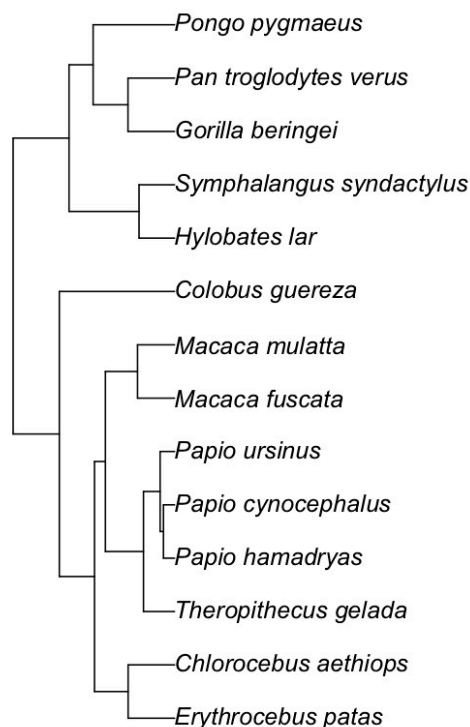 Pongo pygmaeus
Pan troglodytes verus
Gorilla beringei
Symphalangus syndactylus
Hylobates lar
Colobus guereza
Macaca mulatta
Macaca fuscata
Papio ursinus
Papio cynocephalus
Papio hamadryas
Theropithecus gelada
Chlorocebus aethiops
Erythrocebus patas